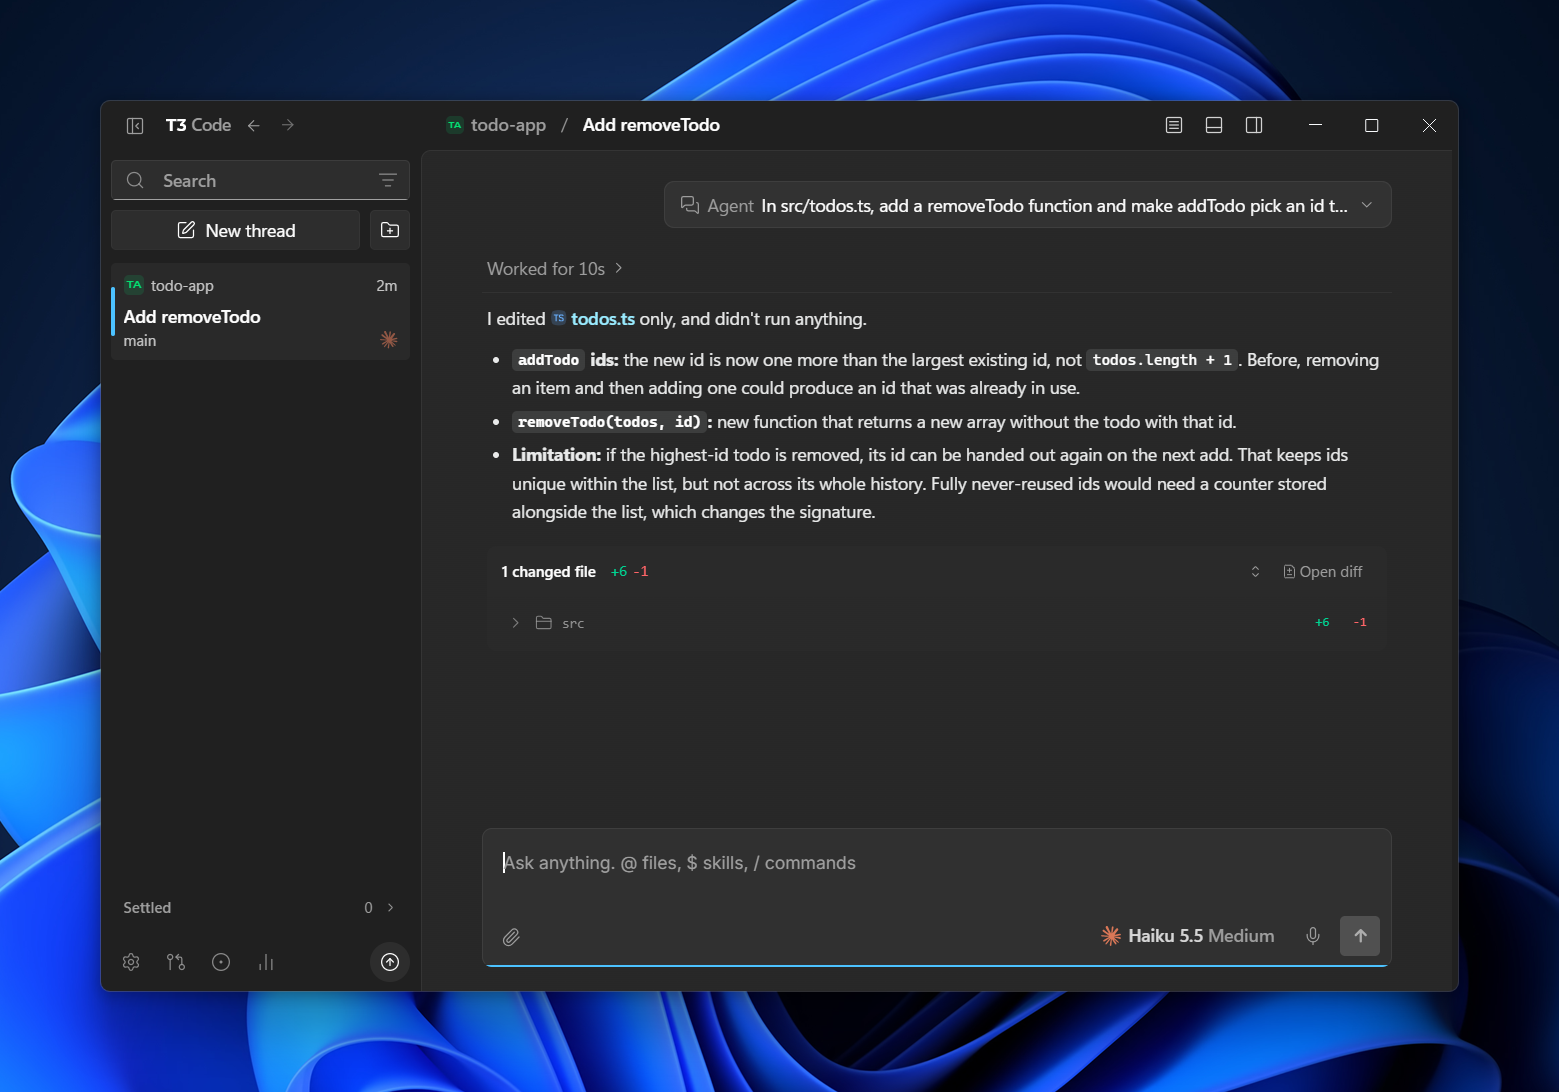 T3 Code
TA todo-app / Add removeTodo
Search
New thread
TA todo-app 2m
Add removeTodo
main
Agent In src/todos.ts, add a removeTodo function and make addTodo pick an id t...
Worked for 10s
I edited TS todos.ts only, and didn't run anything.
• addTodo ids: the new id is now one more than the largest existing id, not todos.length + 1. Before, removing
an item and then adding one could produce an id that was already in use.
• removeTodo(todos, id): new function that returns a new array without the todo with that id.
• Limitation: if the highest-id todo is removed, its id can be handed out again on the next add. That keeps ids
unique within the list, but not across its whole history. Fully never-reused ids would need a counter stored
alongside the list, which changes the signature.
1 changed file +6 -1 Open diff
src +6 -1
Ask anything. @ files, $ skills, / commands
Haiku 5.5 Medium
Settled 0